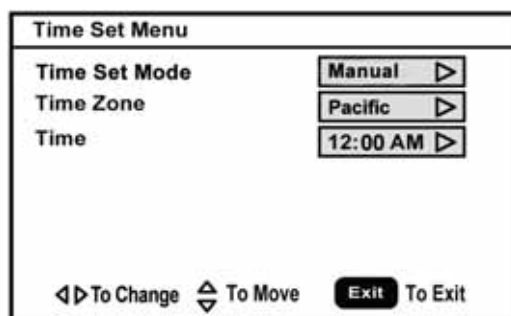 Time Set Menu
Time Set Mode Manual
Time Zone Pacific
Time 12:00 AM
To Change To Move Exit To Exit